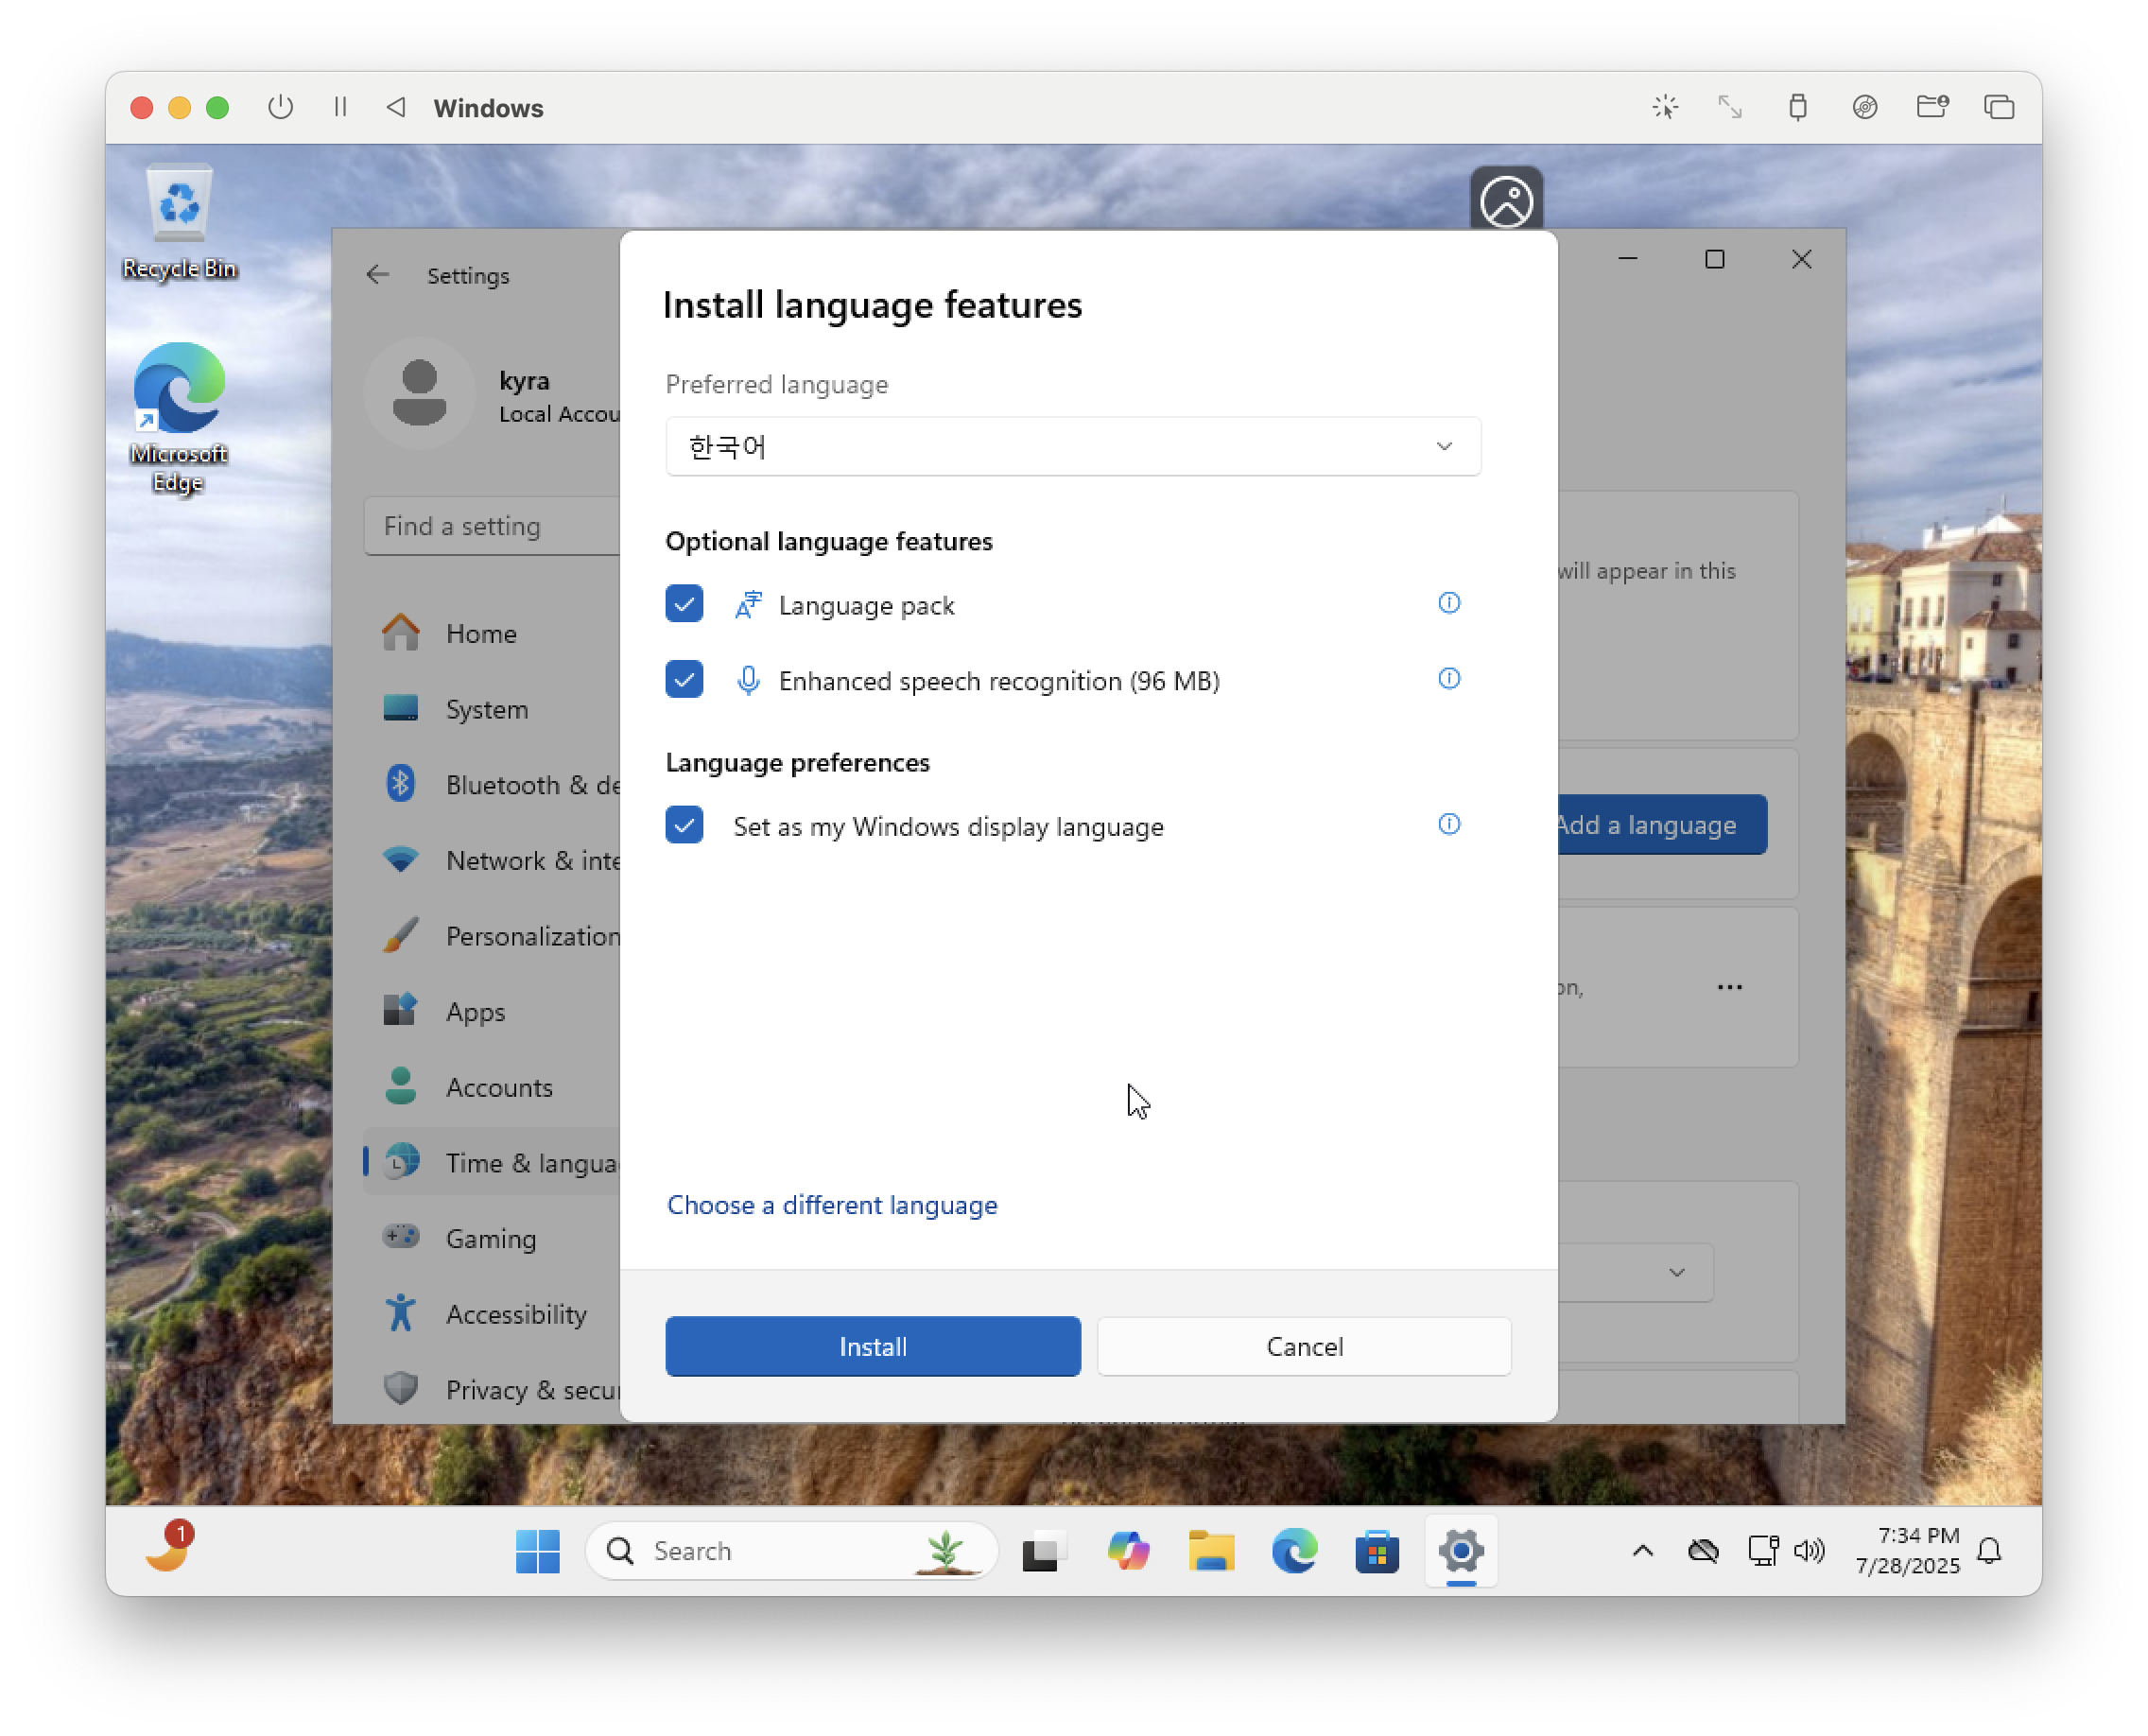 Windows
Recycle Bin
Microsoft
Edge
Settings
kyra
Local Accou
Find a setting
Home
System
Bluetooth & de
Network & inte
Personalization
Apps
Accounts
Time & langua
Gaming
Accessibility
Privacy & secur
Install language features
Preferred language
한국어
Optional language features
Language pack
Enhanced speech recognition (96 MB)
Language preferences
Set as my Windows display language
Choose a different language
Install
Cancel
will appear in this
Add a language
on,
1
Search
7:34 PM
7/28/2025